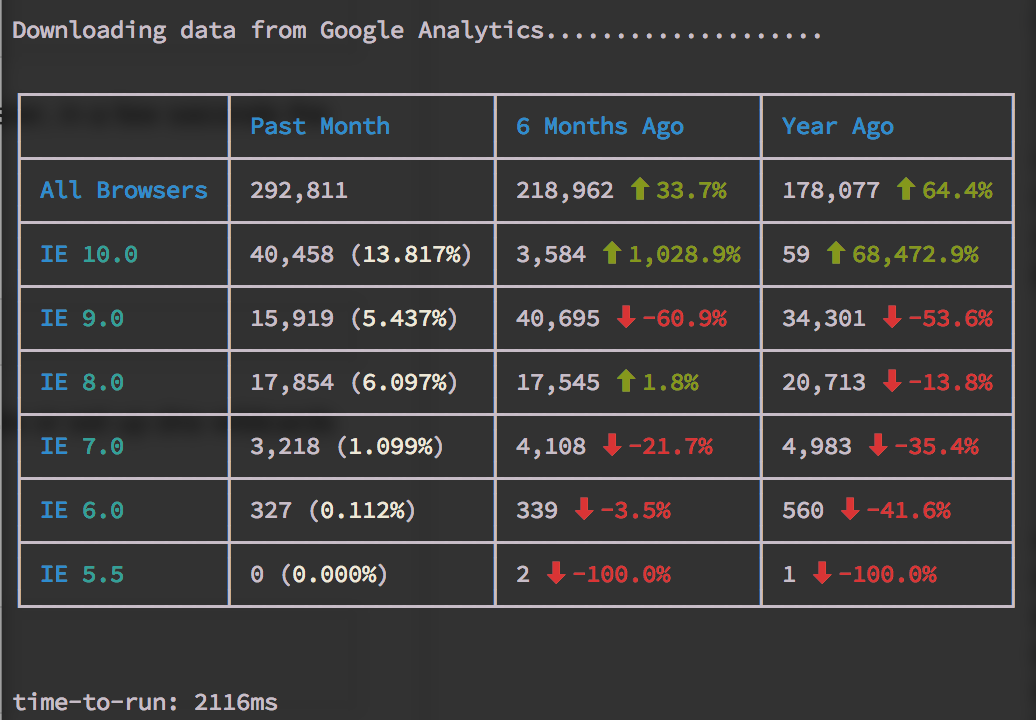 Downloading data from Google Analytics....................
Past Month 6 Months Ago Year Ago
All Browsers 292,811 218,962 ⬆ 33.7% 178,077 ⬆ 64.4%
IE 10.0 40,458 (13.817%) 3,584 ⬆ 1,028.9% 59 ⬆ 68,472.9%
IE 9.0 15,919 (5.437%) 40,695 ⬇ -60.9% 34,301 ⬇ -53.6%
IE 8.0 17,854 (6.097%) 17,545 ⬆ 1.8% 20,713 ⬇ -13.8%
IE 7.0 3,218 (1.099%) 4,108 ⬇ -21.7% 4,983 ⬇ -35.4%
IE 6.0 327 (0.112%) 339 ⬇ -3.5% 560 ⬇ -41.6%
IE 5.5 0 (0.000%) 2 ⬇ -100.0% 1 ⬇ -100.0%
time-to-run: 2116ms